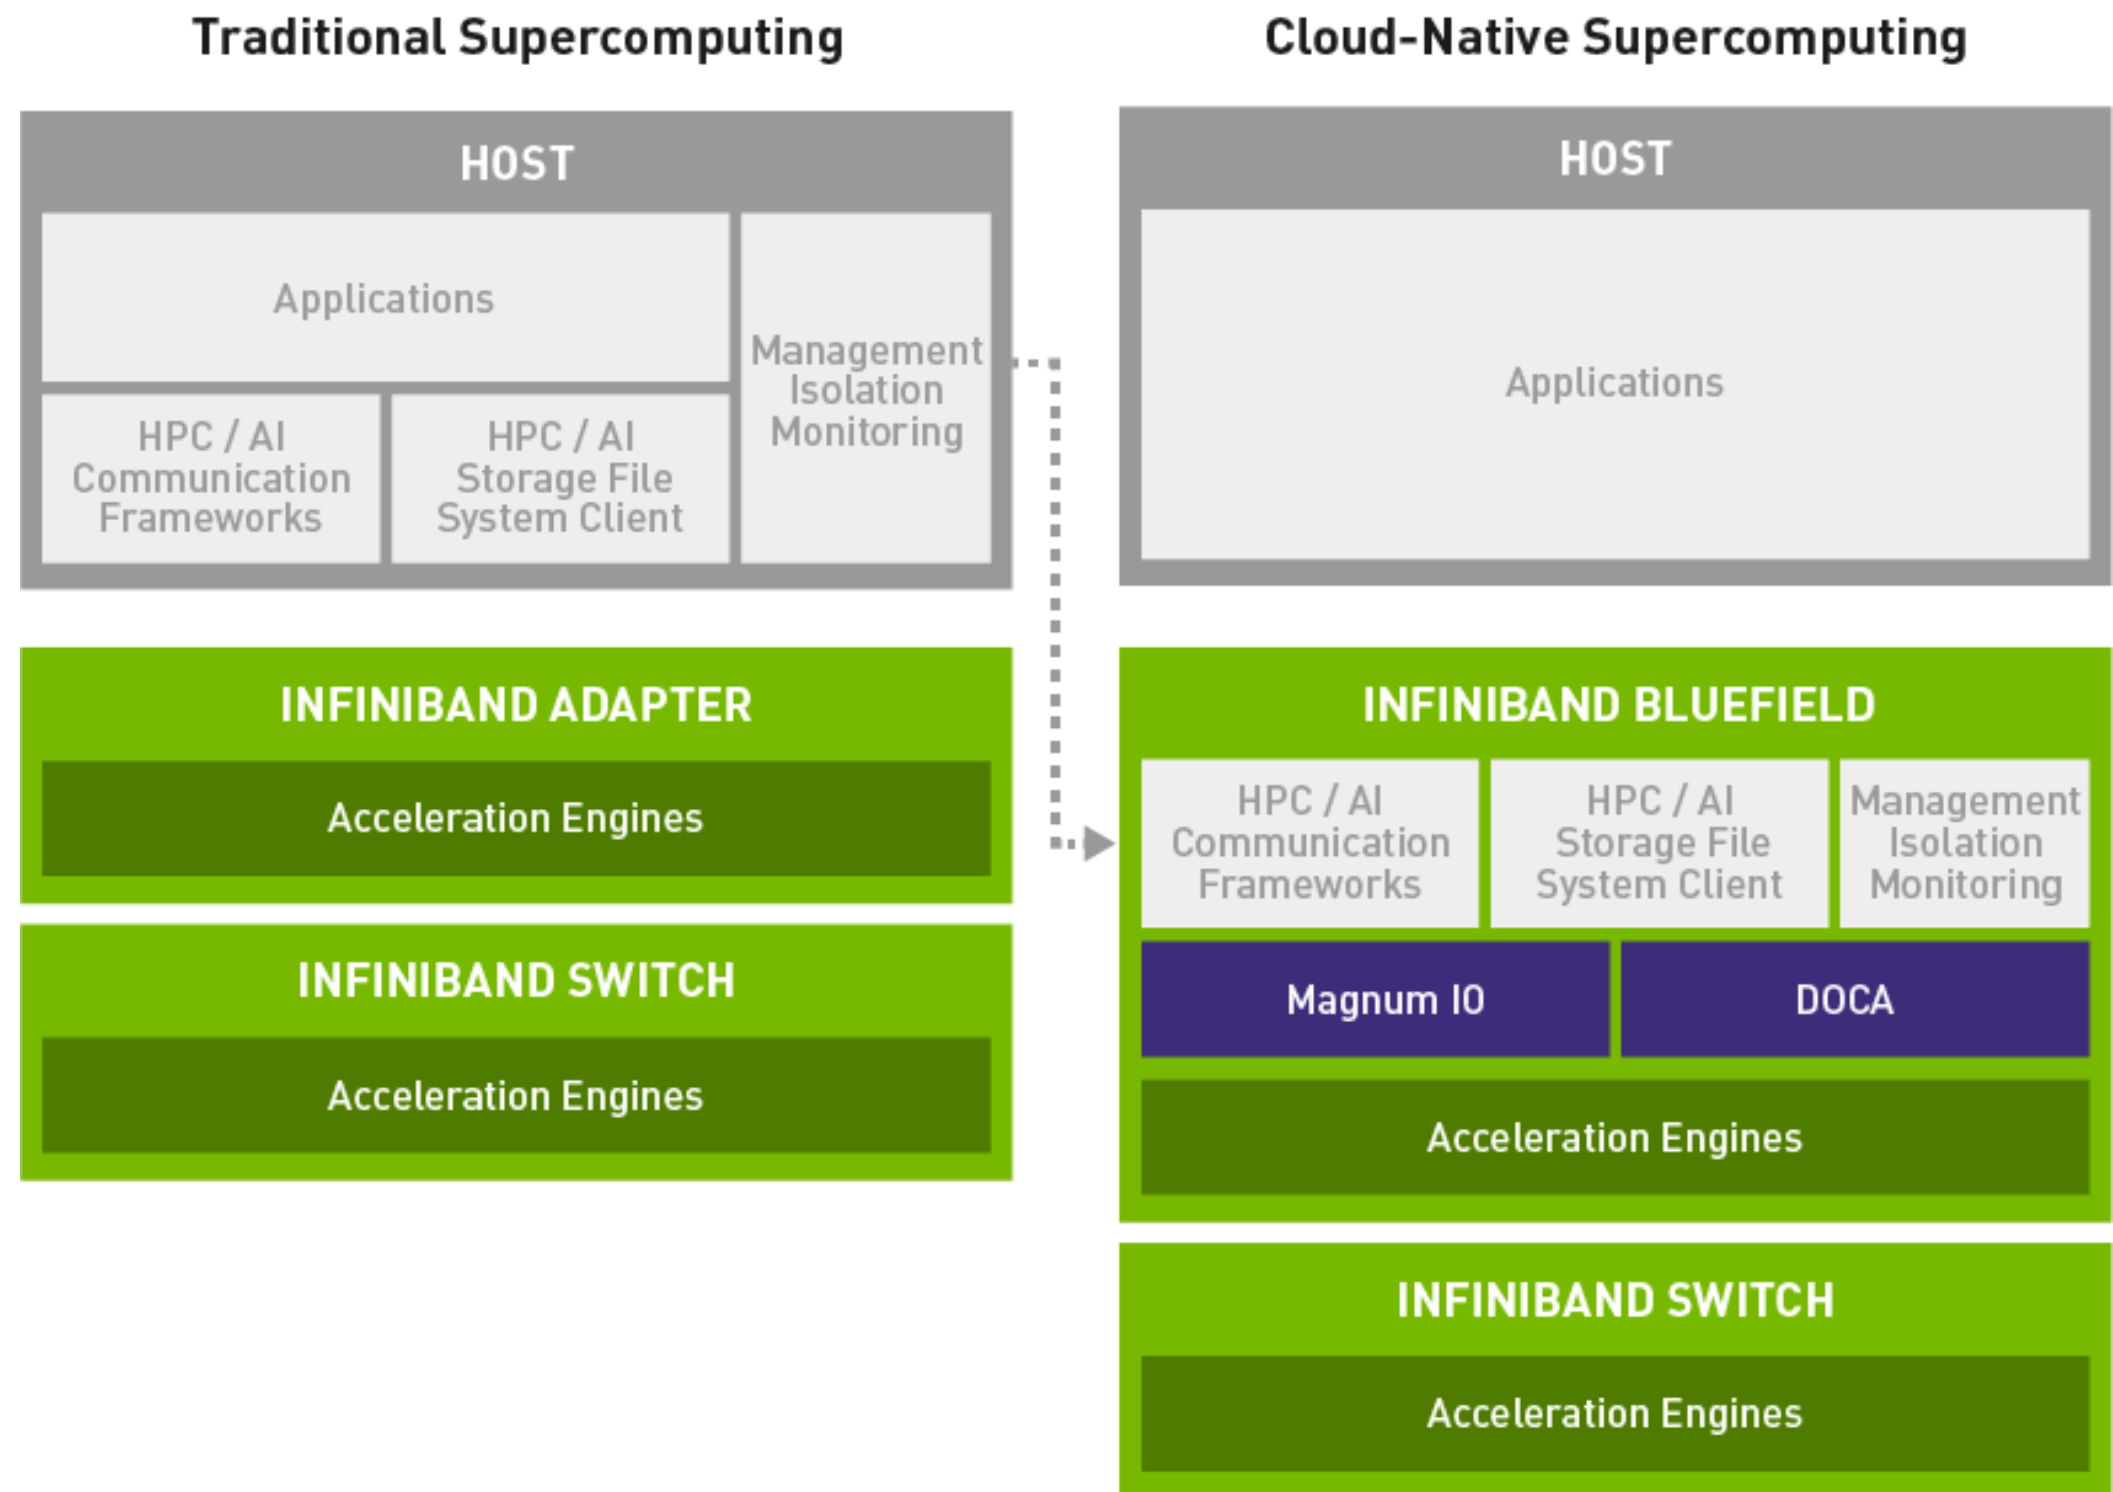 Traditional Supercomputing
HOST
Applications
HPC / AI
Communication
Frameworks
HPC / AI
Storage File
System Client
Management
Isolation
Monitoring
INFINIBAND ADAPTER
Acceleration Engines
INFINIBAND SWITCH
Acceleration Engines
Cloud-Native Supercomputing
HOST
Applications
INFINIBAND BLUEFIELD
HPC / AI
Communication
Frameworks
HPC / AI
Storage File
System Client
Management
Isolation
Monitoring
Magnum IO
DOCA
Acceleration Engines
INFINIBAND SWITCH
Acceleration Engines